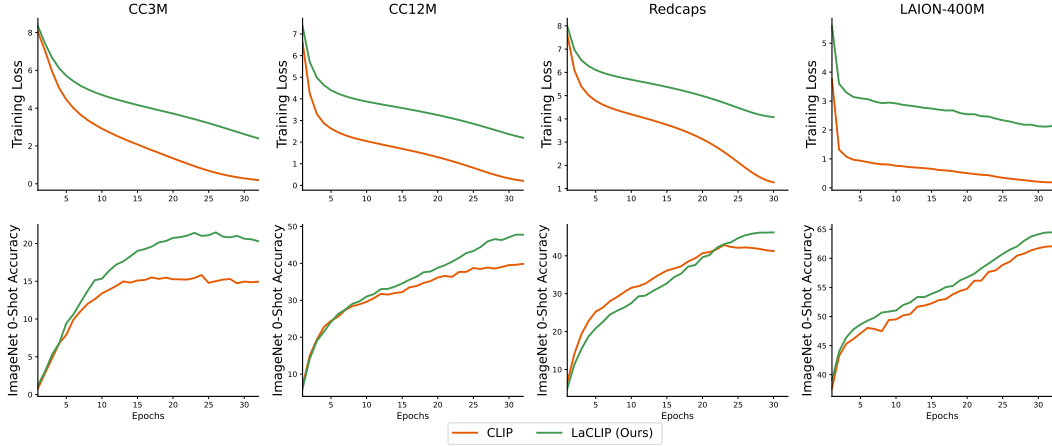 CC3M
CC12M
Redcaps
LAION-400M
Training Loss
8
6
4
2
0
5 10 15 20 25 30
Training Loss
7
6
5
4
3
2
1
0
5 10 15 20 25 30
Training Loss
8
7
6
5
4
3
2
1
5 10 15 20 25 30
Training Loss
5
4
3
2
1
0
5 10 15 20 25 30
ImageNet 0-Shot Accuracy
20
15
10
5
0
5 10 15 20 25 30
Epochs
ImageNet 0-Shot Accuracy
50
40
30
20
10
5 10 15 20 25 30
Epochs
ImageNet 0-Shot Accuracy
40
30
20
10
5 10 15 20 25 30
Epochs
ImageNet 0-Shot Accuracy
65
60
55
50
45
40
5 10 15 20 25 30
Epochs
CLIP
LaCLIP (Ours)